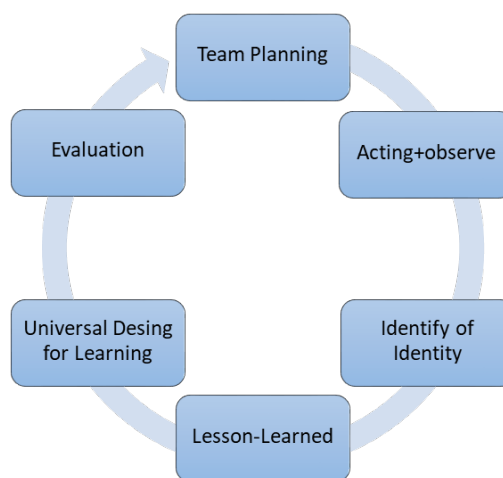 Team Planning
Acting+observe
Identify of
Identity
Lesson-Learned
Universal Desing
for Learning
Evaluation